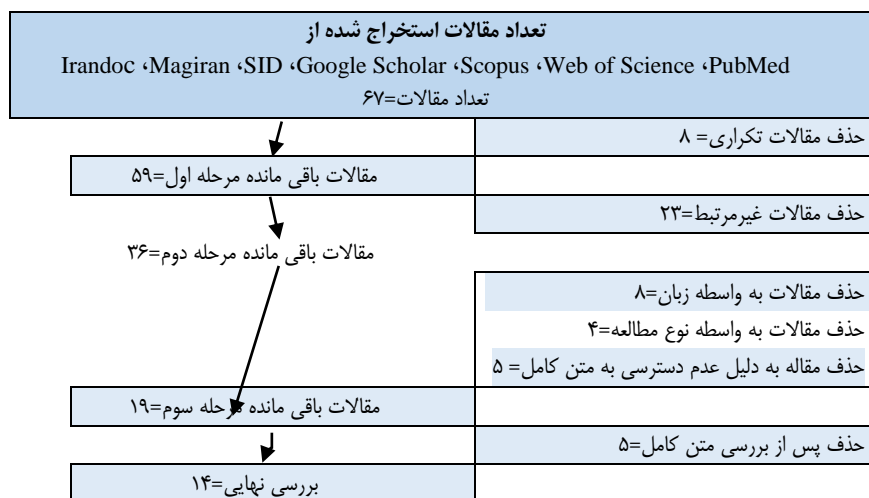 تعداد مقالات استخراج شده از
Irandoc ،Magiran ،SID ،Google Scholar ،Scopus ،Web of Science ،PubMed
تعداد مقالات=۶۷
حذف مقالات تکراری= ۸
مقالات باقی مانده مرحله اول=۵۹
حذف مقالات غیرمرتبط=۲۳
مقالات باقی مانده مرحله دوم=۳۶
حذف مقالات به واسطه زبان=۸
حذف مقالات به واسطه نوع مطالعه=۴
حذف مقاله به دلیل عدم دسترسی به متن کامل= ۵
مقالات باقی مانده مرحله سوم=۱۹
حذف پس از بررسی متن کامل=۵
بررسی نهایی=۱۴